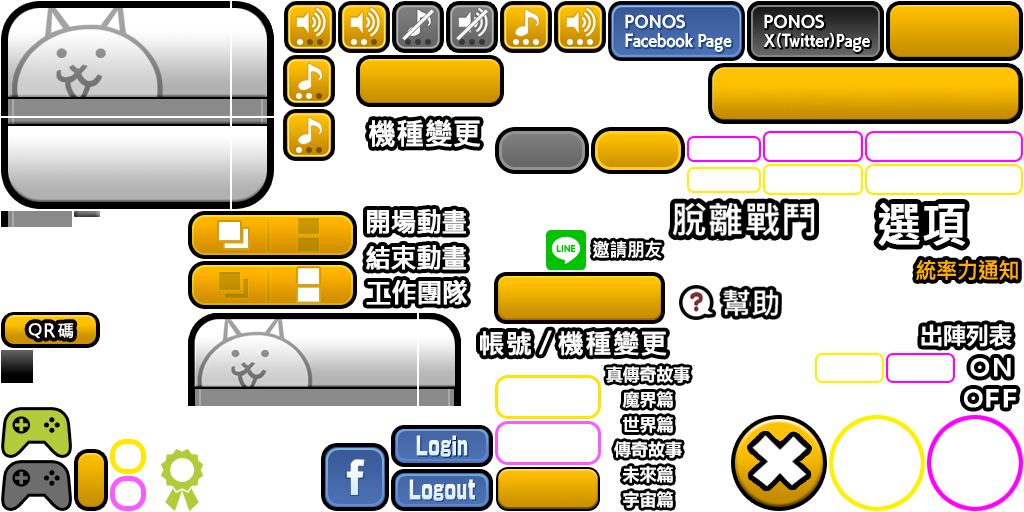 PONOS
Facebook Page
PONOS
X(Twitter)Page
機種變更
脫離戰鬥
選項
開場動畫
LINE
邀請朋友
結束動畫
統率力通知
工作團隊
幫助
QR碼
帳號/機種變更
出陣列表
真傳奇故事
ON
魔界篇
OFF
世界篇
Login
傳奇故事
未來篇
Logout
宇宙篇